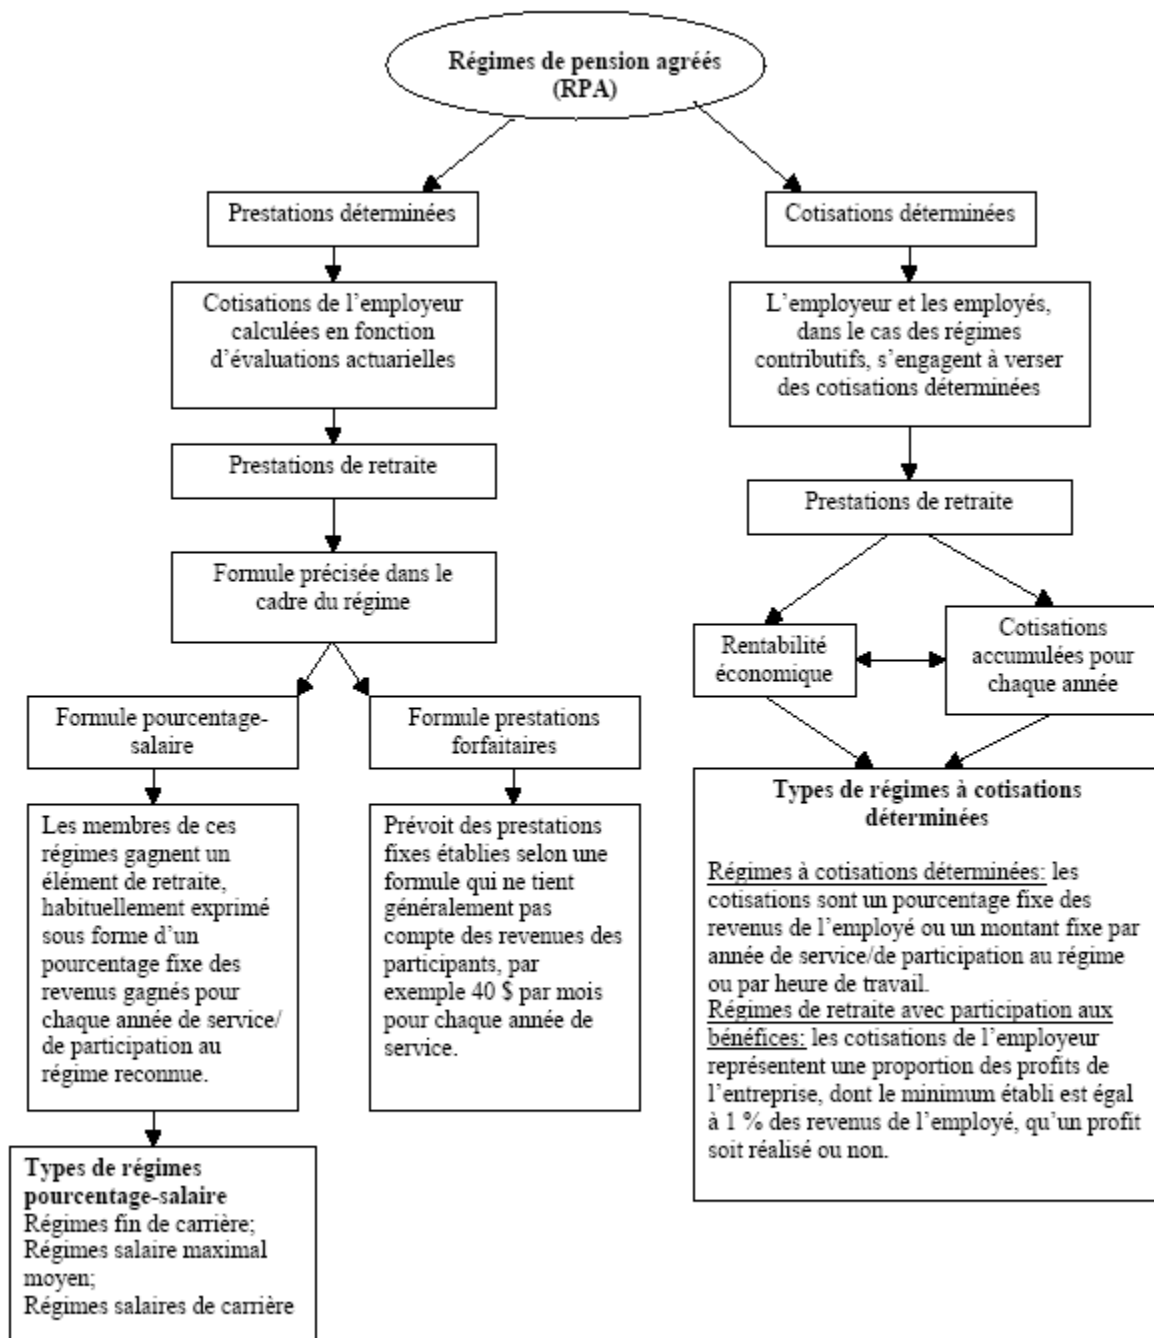 Régimes de pension agréés
(RPA)
Prestations déterminées
Cotisations de l'employeur
calculées en fonction
d'évaluations actuarielles
Prestations de retraite
Formule précisée dans le
cadre du régime
Formule pourcentage-
salaire
Les membres de ces
régimes gagnent un
élément de retraite,
habituellement exprimé
sous forme d'un
pourcentage fixe des
revenus gagnés pour
chaque année de service/
de participation au
régime reconnue.
Types de régimes
pourcentage-salaire
Régimes fin de carrière;
Régimes salaire maximal
moyen;
Régimes salaires de carrière
Formule prestations
forfaitaires
Prévoit des prestations
fixes établies selon une
formule qui ne tient
généralement pas
compte des revenues des
participants, par
exemple 40 $ par mois
pour chaque année de
service.
Cotisations déterminées
L'employeur et les employés,
dans le cas des régimes
contributifs, s'engagent à verser
des cotisations déterminées
Prestations de retraite
Rentabilité
économique
Cotisations
accumulées pour
chaque année
Types de régimes à cotisations
déterminées
Régimes à cotisations déterminées: les
cotisations sont un pourcentage fixe des
revenus de l'employé ou un montant fixe par
année de service/de participation au régime
ou par heure de travail.
Régimes de retraite avec participation aux
bénéfices: les cotisations de l'employeur
représentent une proportion des profits de
l'entreprise, dont le minimum établi est égal
à 1 % des revenus de l'employé, qu'un profit
soit réalisé ou non.